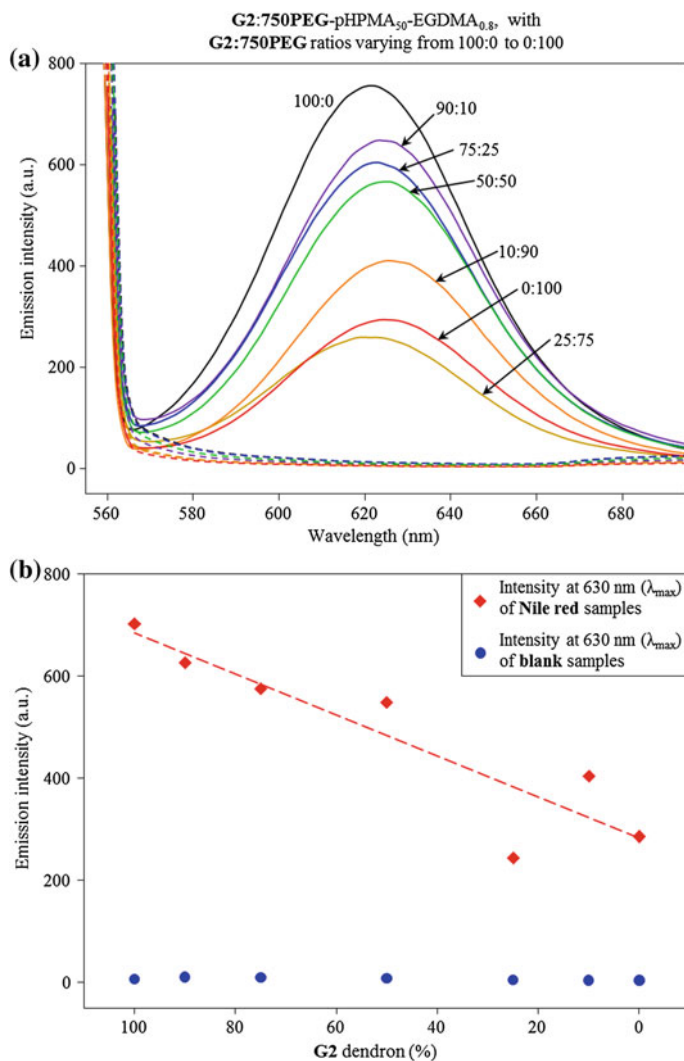 G2:750PEG-pHPMA₅₀-EGDMA₀.₈, with
G2:750PEG ratios varying from 100:0 to 0:100
(a)
800
600
400
200
0
Emission intensity (a.u.)
100:0
90:10
75:25
50:50
10:90
0:100
25:75
560
580
600
620
640
660
680
Wavelength (nm)
(b)
800
600
400
200
0
Emission intensity (a.u.)
Intensity at 630 nm (λmax)
of Nile red samples
Intensity at 630 nm (λmax)
of blank samples
100
80
60
40
20
0
G2 dendron (%)